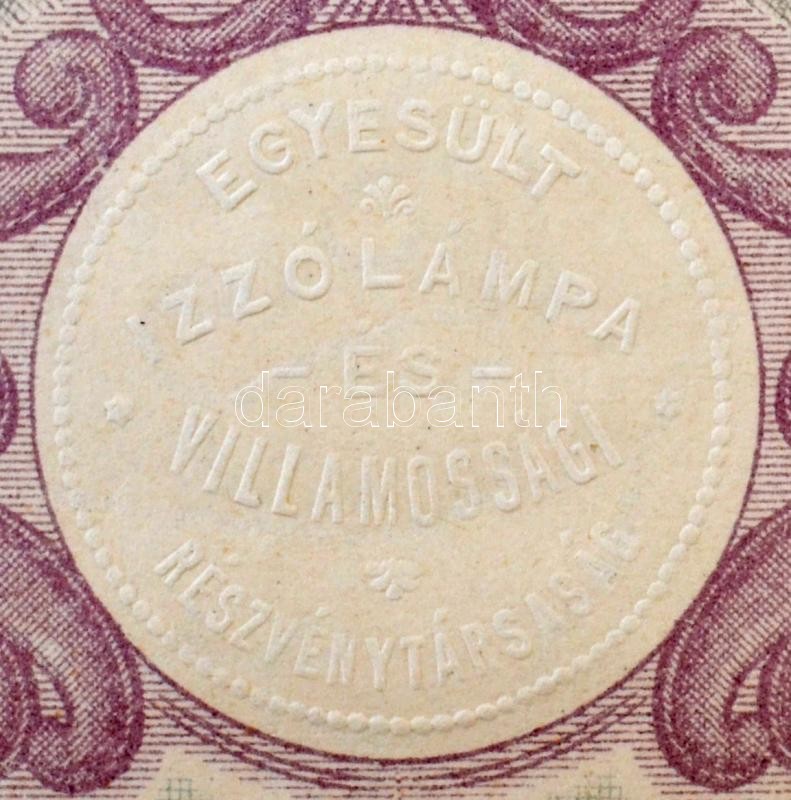 EGYESÜLT
IZZÓLÁMPA
– ÉS –
darabanth
VILLAMOSSÁGI
RÉSZVÉNYTÁRSASÁG